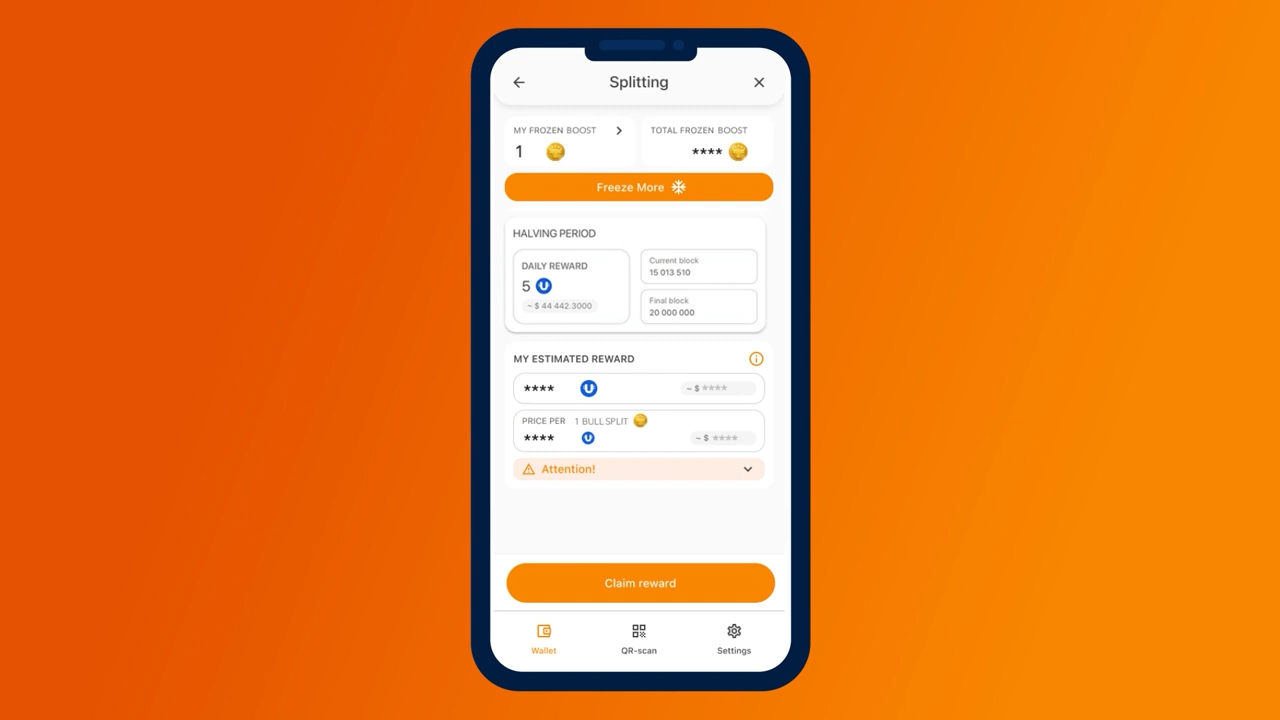 Splitting
MY FROZEN BOOST
1
TOTAL FROZEN BOOST
****
Freeze More
HALVING PERIOD
DAILY REWARD
5
~ $ 44 442.3000
Current block
15 013 510
Final block
20 000 000
MY ESTIMATED REWARD
****
~ $ ****
PRICE PER 1 BULL SPLIT
****
~ $ ****
Attention!
Claim reward
Wallet
QR-scan
Settings